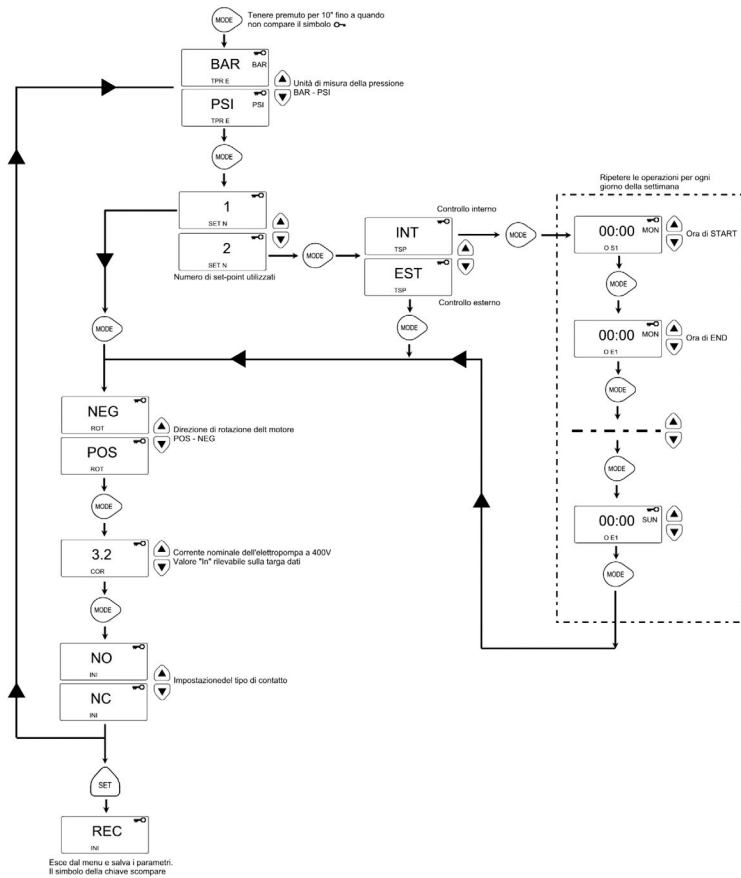 MODE
Tenere premuto per 10" fino a quando
non compare il simbolo
BAR
BAR
TPR E
PSI
PSI
TPR E
Unità di misura della pressione
BAR - PSI
MODE
1
SET N
2
SET N
Numero di set-point utilizzati
MODE
Controllo interno
INT
TSP
EST
TSP
Controllo esterno
MODE
MODE
Ripetere le operazioni per ogni
giorno della settimana
00:00
MON
O S1
Ora di START
MODE
00:00
MON
O E1
Ora di END
MODE
MODE
00:00
SUN
O E1
MODE
MODE
NEG
ROT
POS
ROT
Direzione di rotazione delt motore
POS - NEG
MODE
3.2
COR
Corrente nominale dell'elettropompa a 400V
Valore "In" rilevabile sulla targa dati
MODE
NO
INI
NC
INI
Impostazionedel tipo di contatto
SET
REC
INI
Esce dal menu e salva i parametri.
Il simbolo della chiave scompare